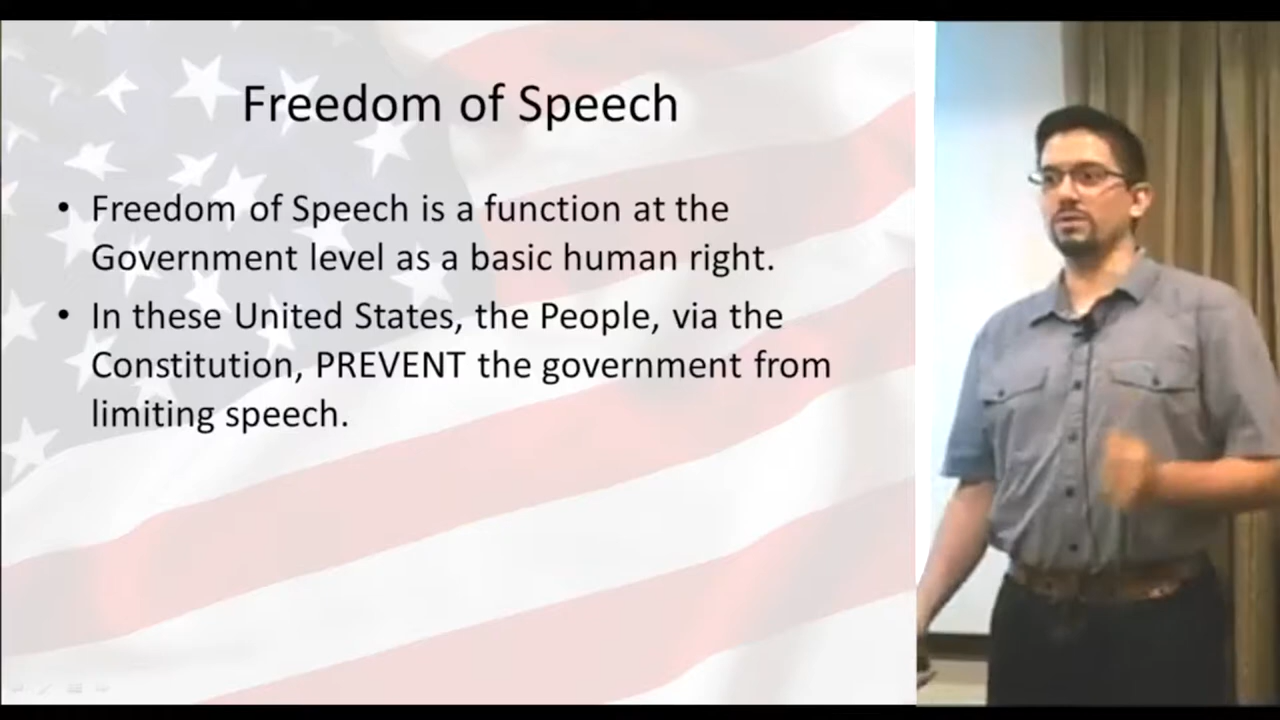 Freedom of Speech
• Freedom of Speech is a function at the
Government level as a basic human right.
• In these United States, the People, via the
Constitution, PREVENT the government from
limiting speech.